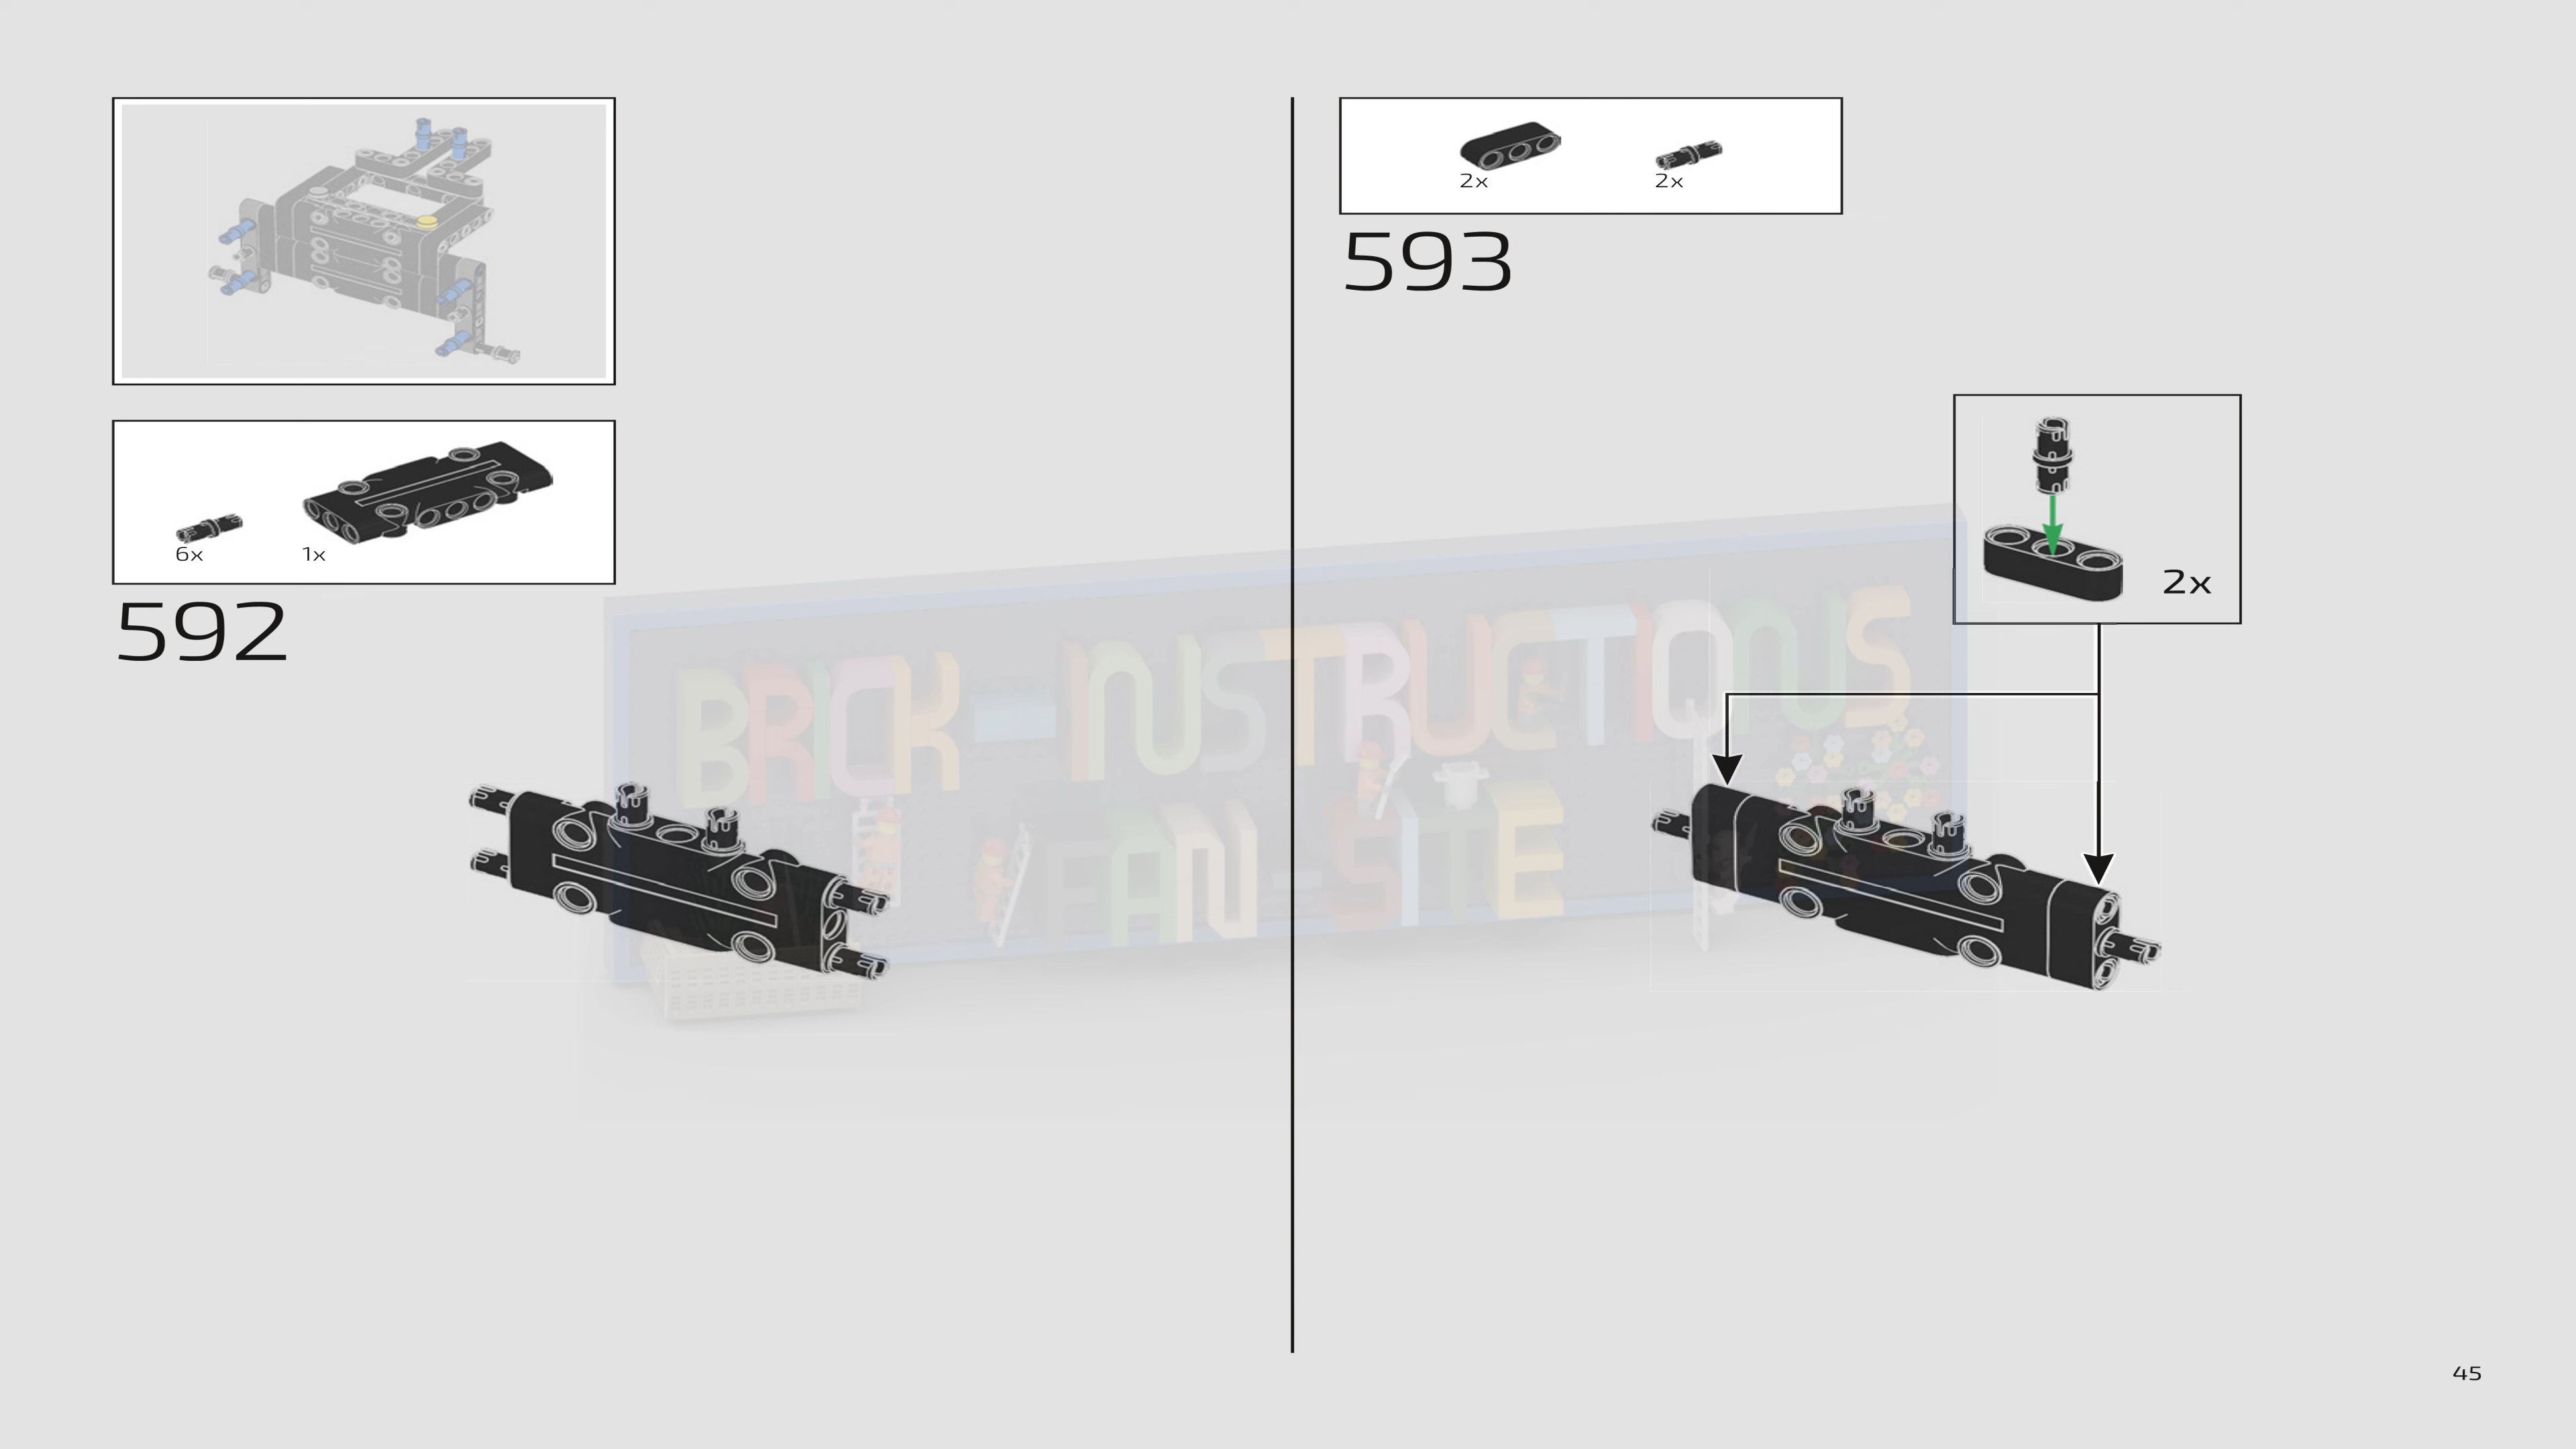 6x 1x
592
2x 2x
593
2x
BRICK-INSTRUCTIONS
FAN-SITE
45